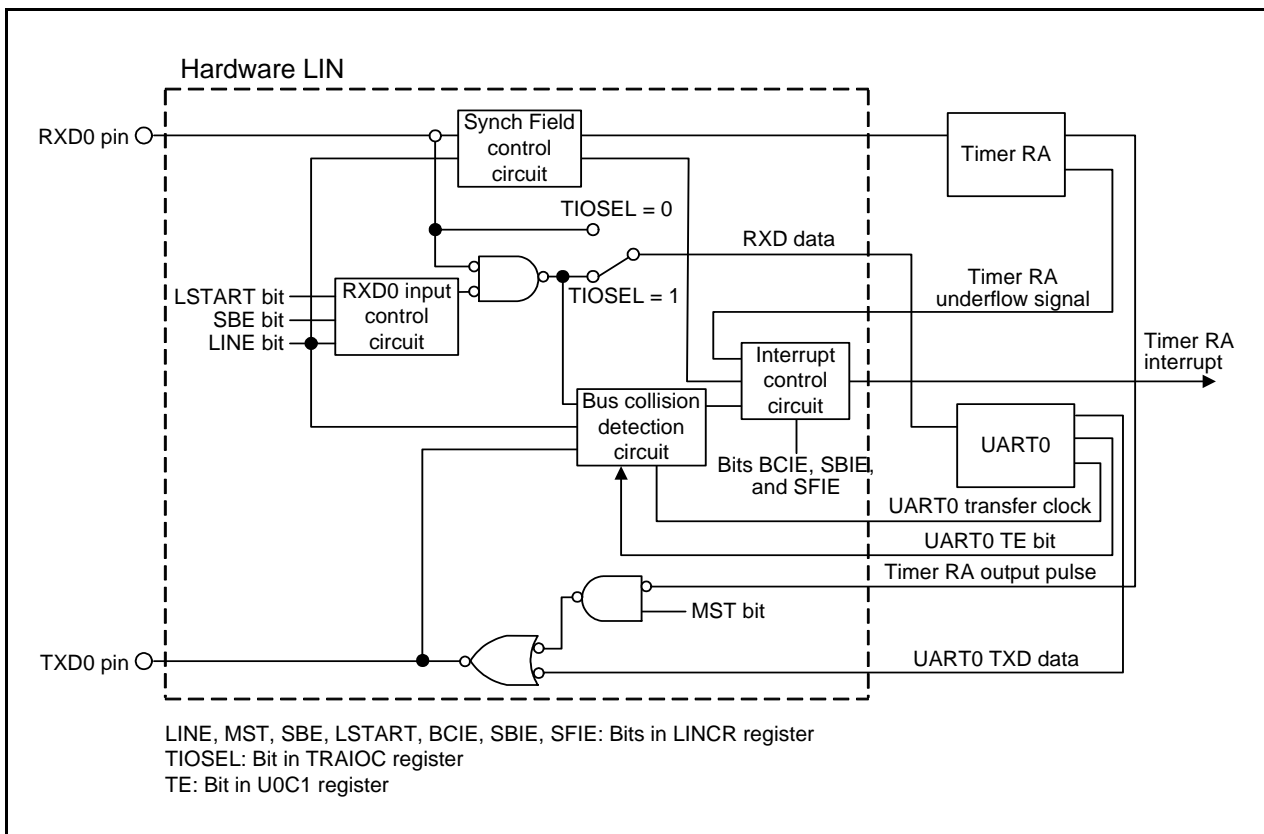 Hardware LIN
RXD0 pin
Synch Field
control
circuit
Timer RA
TIOSEL = 0
RXD data
TIOSEL = 1
LSTART bit
SBE bit
LINE bit
RXD0 input
control
circuit
Timer RA
underflow signal
Timer RA
interrupt
Interrupt
control
circuit
Bus collision
detection
circuit
UART0
Bits BCIE, SBIE,
and SFIE
UART0 transfer clock
UART0 TE bit
Timer RA output pulse
MST bit
TXD0 pin
UART0 TXD data
LINE, MST, SBE, LSTART, BCIE, SBIE, SFIE: Bits in LINCR register
TIOSEL: Bit in TRAIOC register
TE: Bit in U0C1 register